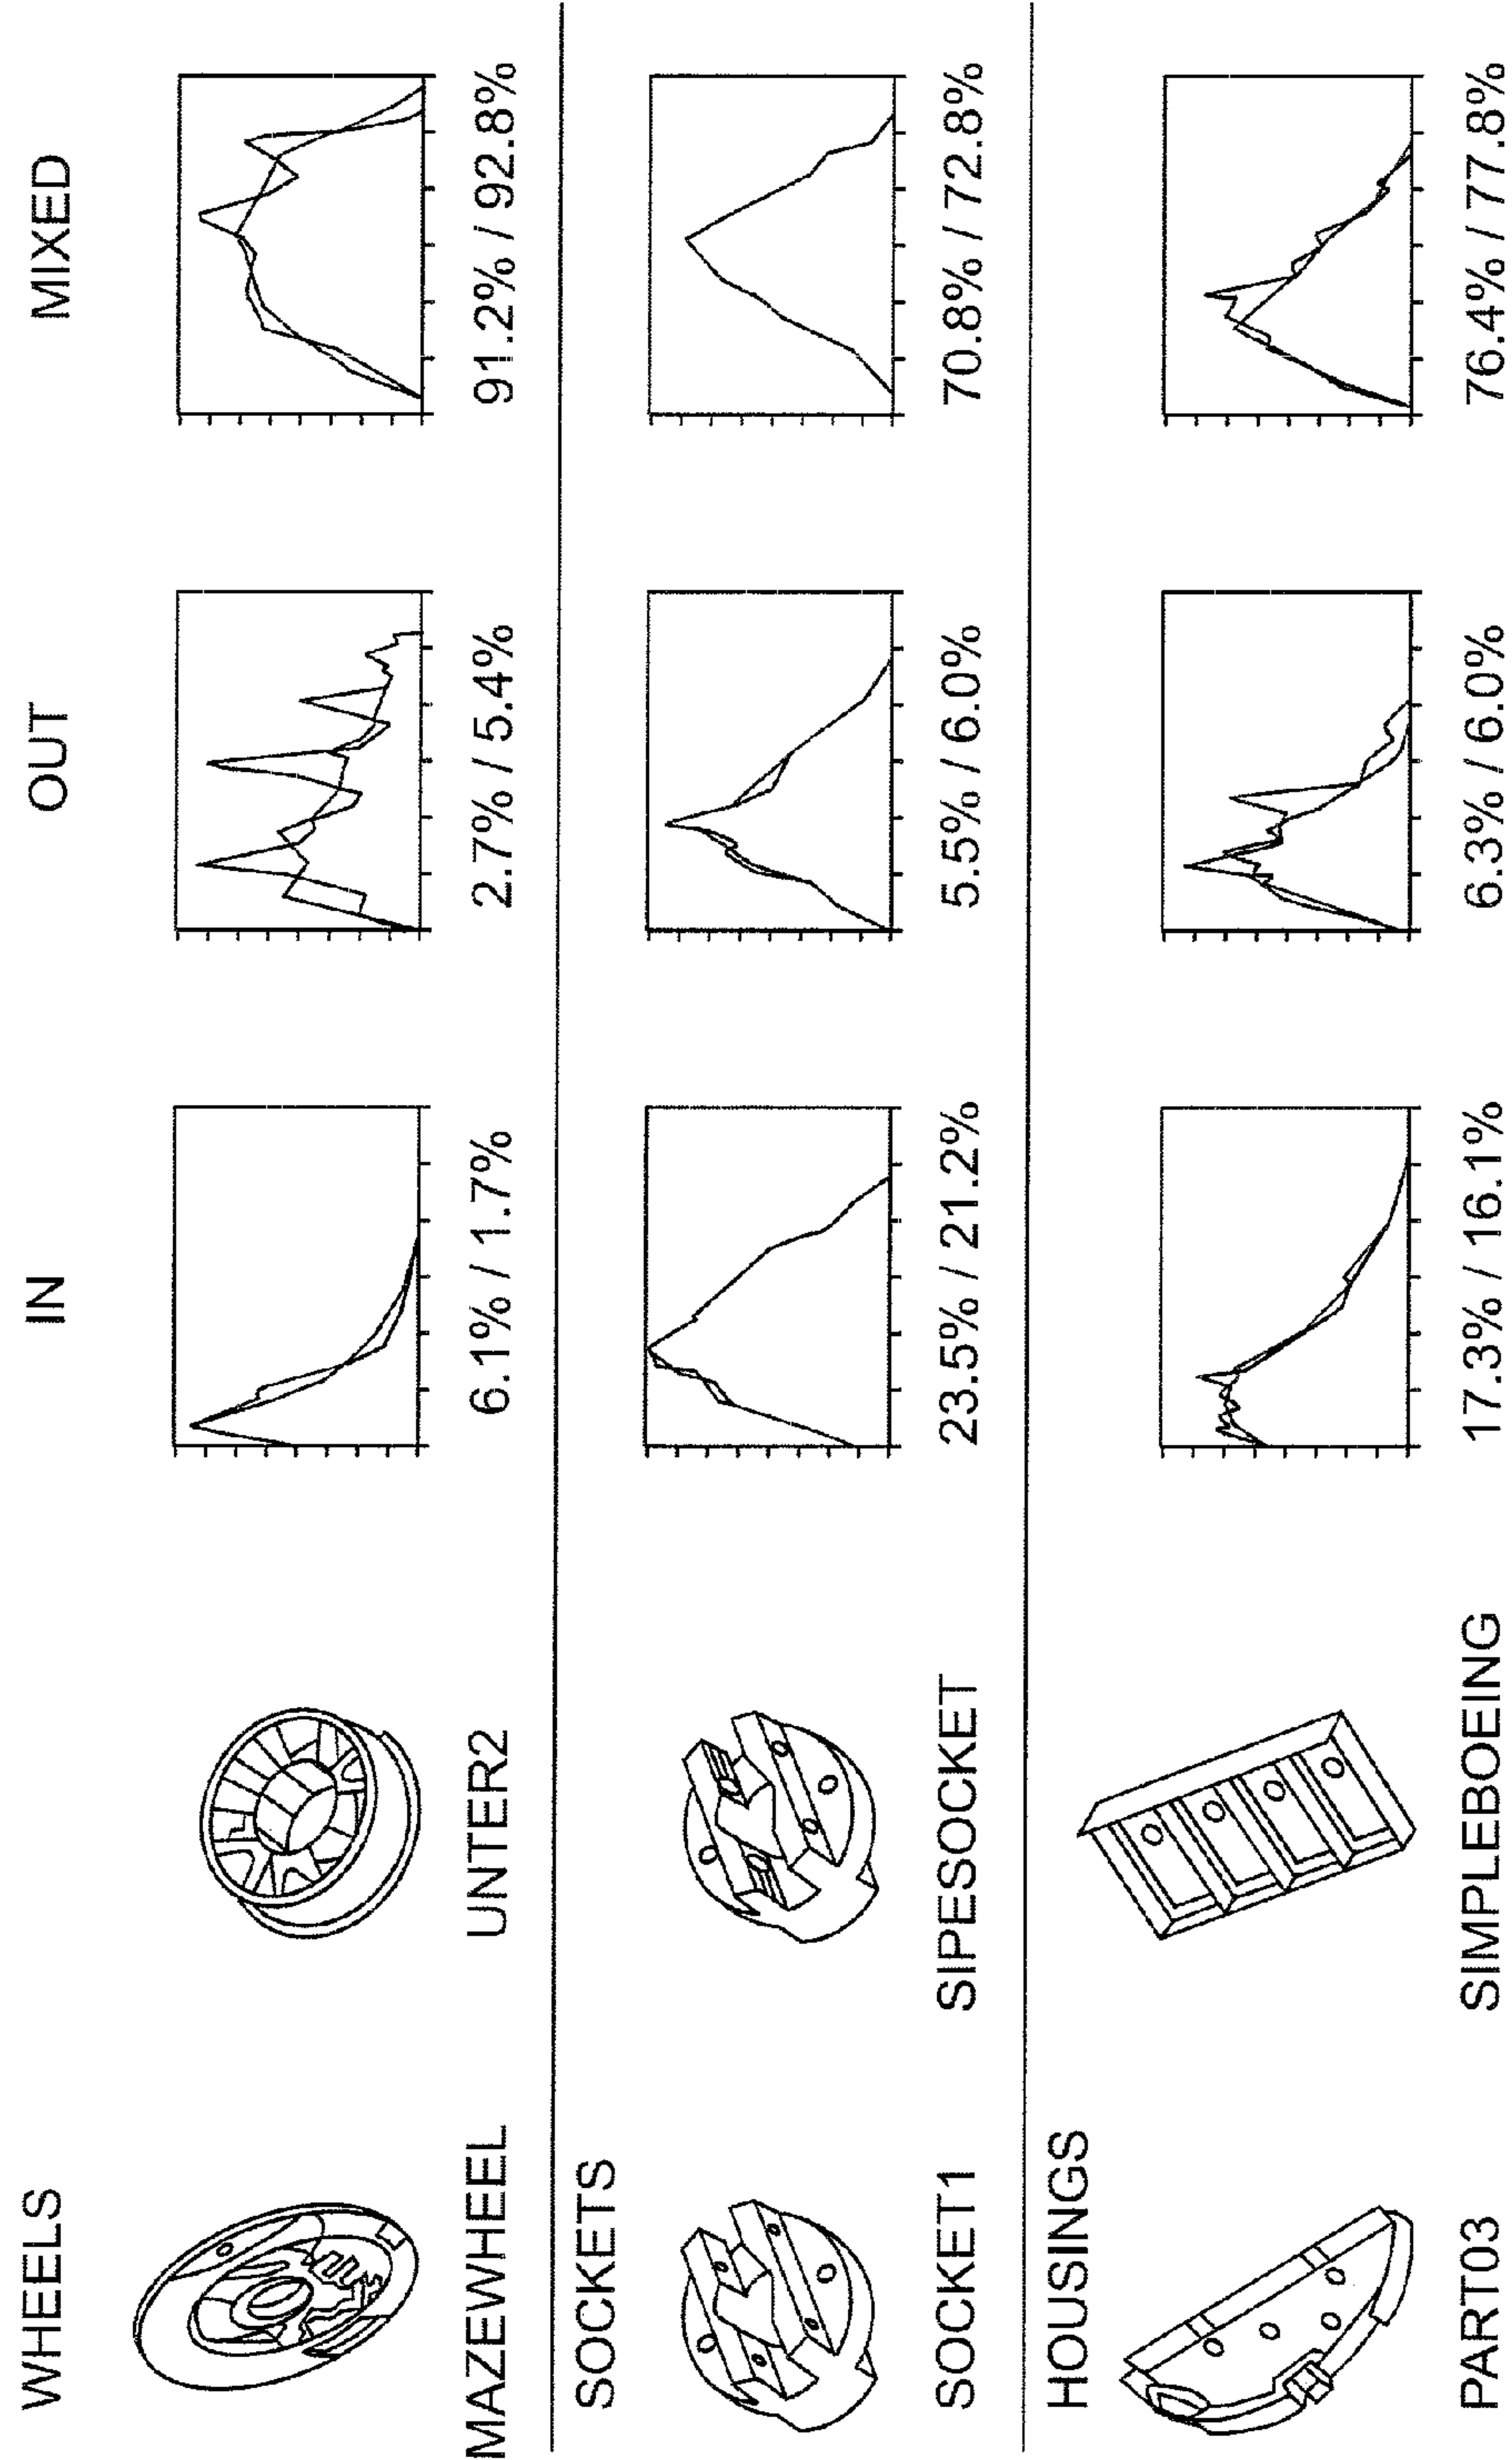 WHEELS IN OUT MIXED
MAZEWHEEL UNTER2 6.1% / 1.7% 2.7% / 5.4% 91.2% / 92.8%
SOCKETS
SOCKET1 SIPESOCKET 23.5% / 21.2% 5.5% / 6.0% 70.8% / 72.8%
HOUSINGS
PART03 SIMPLEBOEING 17.3% / 16.1% 6.3% / 6.0% 76.4% / 77.8%